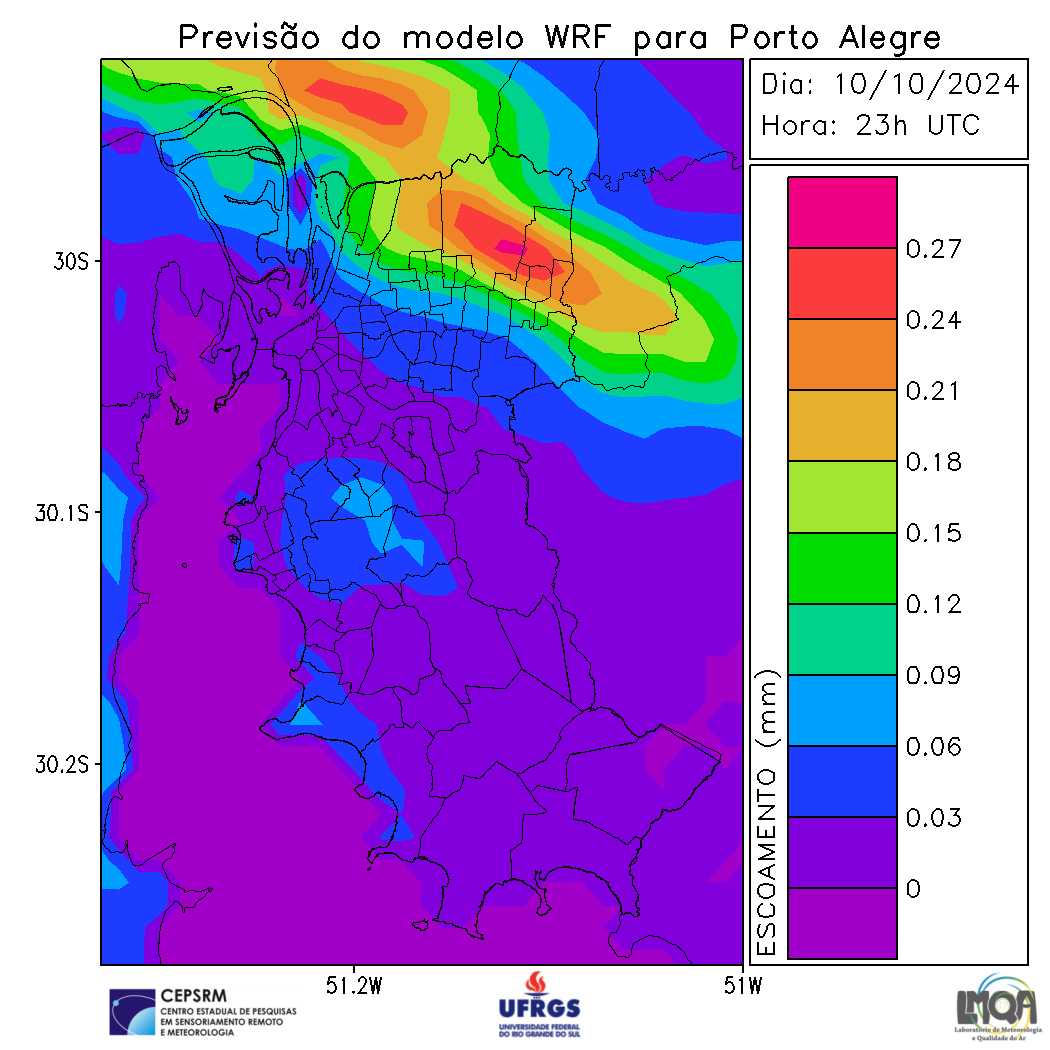 Previsão do modelo WRF para Porto Alegre
Dia: 10/10/2024
Hora: 23h UTC
30S
30.1S
30.2S
51.2W
51W
ESCOAMENTO (mm)
0.27
0.24
0.21
0.18
0.15
0.12
0.09
0.06
0.03
0
CEPSRM
CENTRO ESTADUAL DE PESQUISAS
EM SENSORIAMENTO REMOTO
E METEOROLOGIA
UFRGS
UNIVERSIDADE FEDERAL
DO RIO GRANDE DO SUL
LMQA
Laboratório de Meteorologia
e Qualidade do Ar